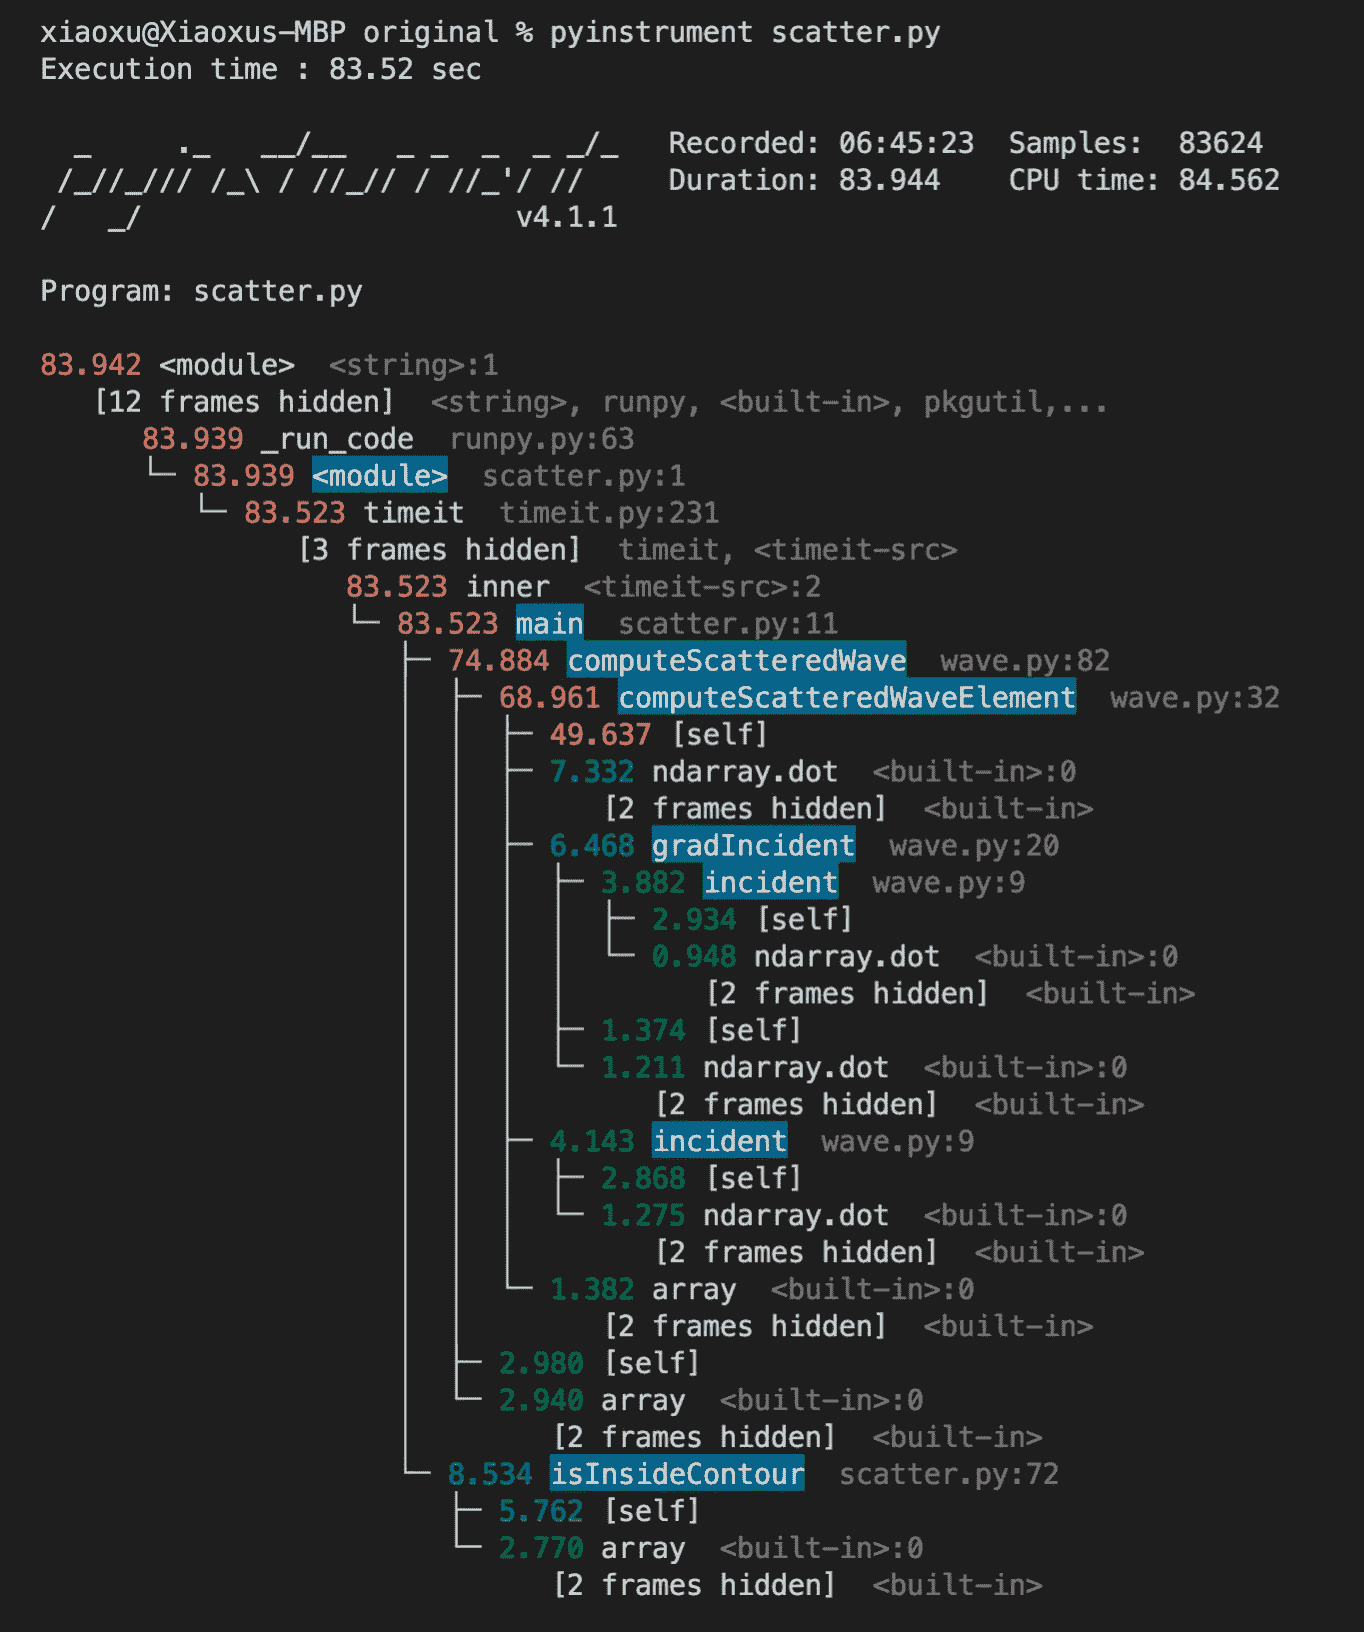 xiaoxu@Xiaoxus-MBP original % pyinstrument scatter.py
Execution time : 83.52 sec
  _     ._   __/__   _ _  _  _ _/_   Recorded: 06:45:23  Samples:  83624
 /_//_/// /_\ / //_// / //_'/ //     Duration: 83.944    CPU time: 84.562
/   _/                      v4.1.1
Program: scatter.py
83.942 <module>  <string>:1
[12 frames hidden]  <string>, runpy, <built-in>, pkgutil,...
83.939 _run_code  runpy.py:63
└─ 83.939 <module>  scatter.py:1
└─ 83.523 timeit  timeit.py:231
[3 frames hidden]  timeit, <timeit-src>
83.523 inner  <timeit-src>:2
└─ 83.523 main  scatter.py:11
├─ 74.884 computeScatteredWave  wave.py:82
│  ├─ 68.961 computeScatteredWaveElement  wave.py:32
│  │  ├─ 49.637 [self]
│  │  ├─ 7.332 ndarray.dot  <built-in>:0
│  │  │     [2 frames hidden]  <built-in>
│  │  ├─ 6.468 gradIncident  wave.py:20
│  │  │  ├─ 3.882 incident  wave.py:9
│  │  │  │  ├─ 2.934 [self]
│  │  │  │  └─ 0.948 ndarray.dot  <built-in>:0
│  │  │  │        [2 frames hidden]  <built-in>
│  │  │  ├─ 1.374 [self]
│  │  │  └─ 1.211 ndarray.dot  <built-in>:0
│  │  │        [2 frames hidden]  <built-in>
│  │  ├─ 4.143 incident  wave.py:9
│  │  │  ├─ 2.868 [self]
│  │  │  └─ 1.275 ndarray.dot  <built-in>:0
│  │  │        [2 frames hidden]  <built-in>
│  │  └─ 1.382 array  <built-in>:0
│  │        [2 frames hidden]  <built-in>
│  ├─ 2.980 [self]
│  └─ 2.940 array  <built-in>:0
│        [2 frames hidden]  <built-in>
└─ 8.534 isInsideContour  scatter.py:72
├─ 5.762 [self]
└─ 2.770 array  <built-in>:0
[2 frames hidden]  <built-in>